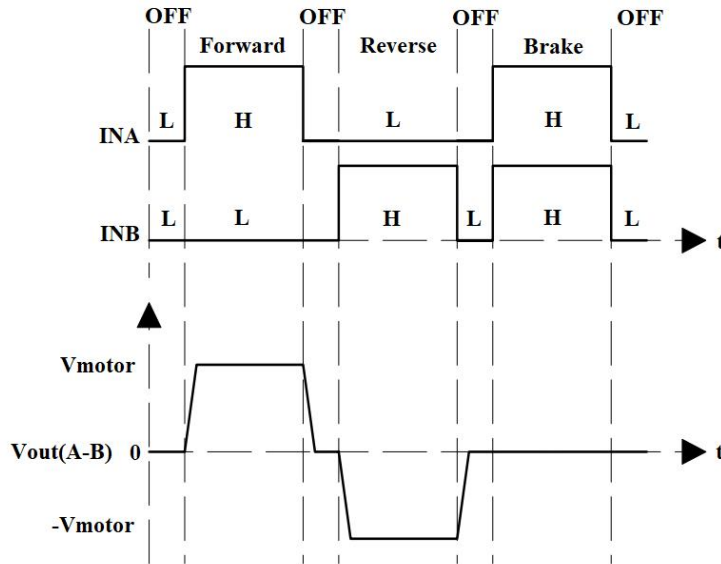 OFF OFF OFF OFF
Forward Reverse Brake
L H L H L
INA
L L H L H L
INB t
Vmotor
Vout(A-B) 0 t
-Vmotor